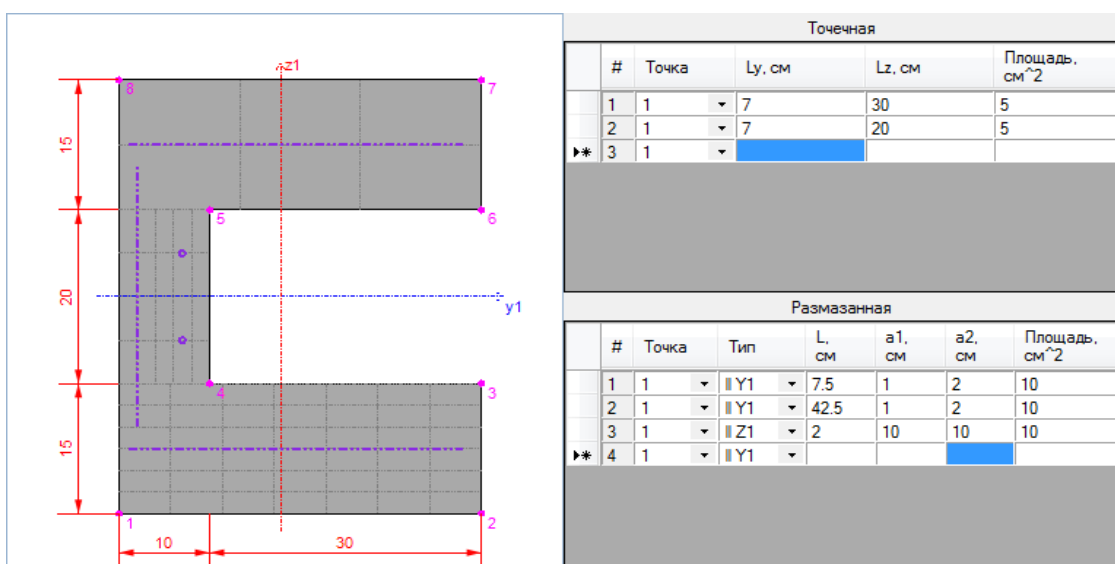 z1
8
7
15
5
6
20
y1
4
3
15
1
2
10
30
Точечная
# Точка Ly, см Lz, см Площадь, см^2
1 1 7 30 5
2 1 7 20 5
3 1
Размазанная
# Точка Тип L, см a1, см a2, см Площадь, см^2
1 1 Y1 7.5 1 2 10
2 1 Y1 42.5 1 2 10
3 1 Z1 2 10 10 10
4 1 Y1